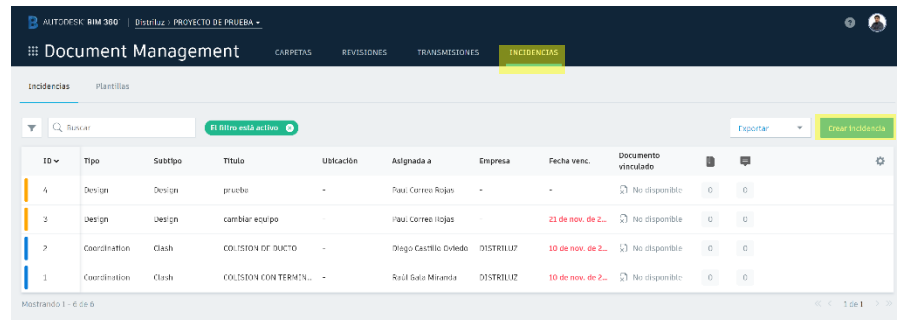 AUTODESK BIM 360° | Distriluz > PROYECTO DE PRUEBA
Document Management CARPETAS REVISIONES TRANSMISIONES INCIDENCIAS
Incidencias Plantillas
Buscar El filtro está activo Exportar Crear incidencia
ID Tipo Subtipo Título Ubicación Asignada a Empresa Fecha venc. Documento vinculado
4 Design Design prueba - Paul Correa Rojas - - No disponible 0 0
3 Design Design cambiar equipo - Paul Correa Rojas - 21 de nov. de 2... No disponible 0 0
2 Coordination Clash COLISION DE DUCTO - Diego Castillo Oviedo DISTRILUZ 10 de nov. de 2... No disponible 0 0
1 Coordination Clash COLISION CON TERMIN... - Raúl Gala Miranda DISTRILUZ 10 de nov. de 2... No disponible 0 0
Mostrando 1 - 6 de 6 1 de 1